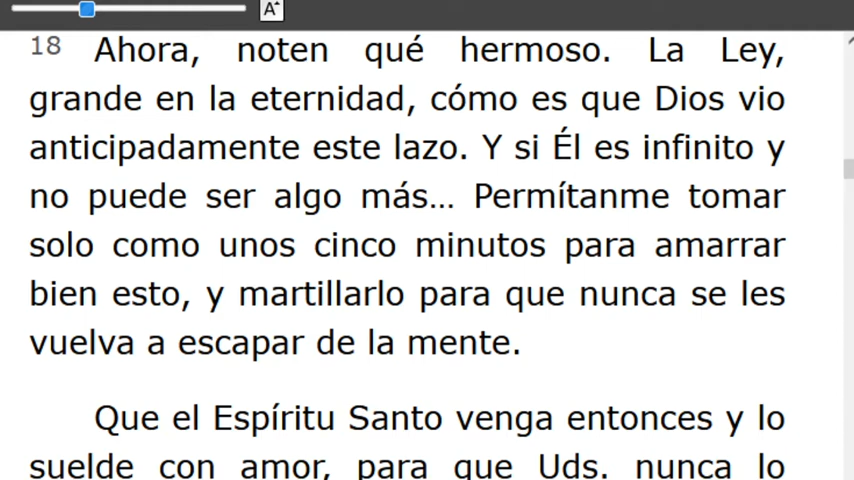 A
18 Ahora, noten qué hermoso. La Ley,
grande en la eternidad, cómo es que Dios vio
anticipadamente este lazo. Y si Él es infinito y
no puede ser algo más... Permítanme tomar
solo como unos cinco minutos para amarrar
bien esto, y martillarlo para que nunca se les
vuelva a escapar de la mente.
Que el Espíritu Santo venga entonces y lo
suelde con amor, para que Uds. nunca lo